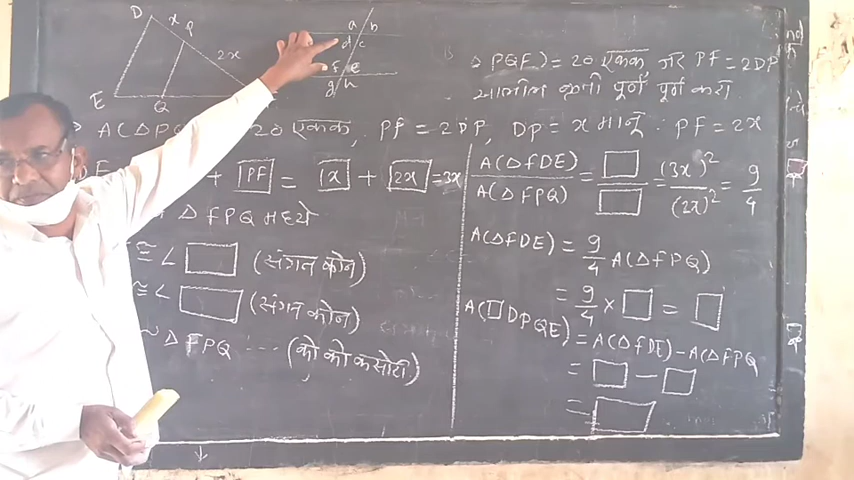 D x P 2x
E Q
a b
d c
f e
g h
△ PQF) = 20 एकक, जर PF = 2DP
कृती पूर्ण पूर्ण करा.
A(△PQ 20 एकक, PF = 2DP, DP = x मानू ∴ PF = 2x
+ PF = 1x + 2x = 3x
△FPQ मध्ये
≅ ∠ □ (संगत कोन)
≅ ∠ □ (संगत कोन)
~ △FPQ ---- (को को कसोटी)
A(△FDE) / A(△FPQ) = □ / □ = (3x)² / (2x)² = 9/4
A(△FDE) = 9/4 A(△FPQ)
= 9/4 × □ = □
A(□DPQE) = A(△FDE) − A(△FPQ
= □ − □
= □